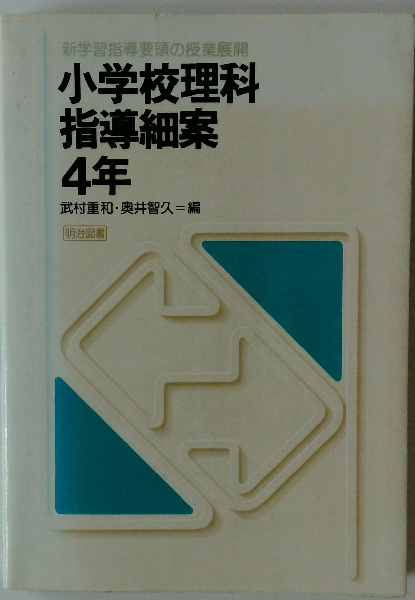 新学習指導要領の授業展開
小学校理科
指導細案
4年
武村重和・奥井智久=編
明治図書